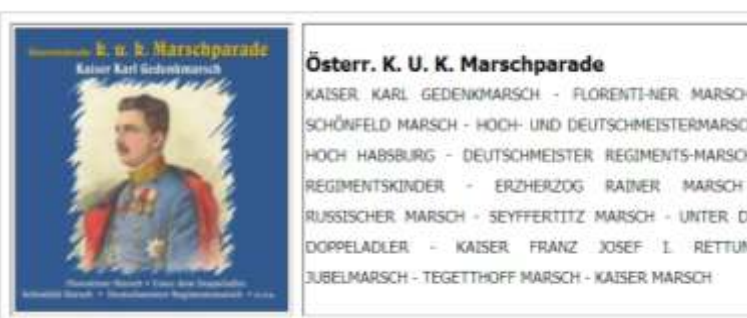 k. u. k. Marschparade
Kaiser Karl Gedenkmarsch
Österr. K. U. K. Marschparade
KAISER KARL GEDENKMARSCH - FLORENTI-NER MARSCH
SCHÖNFELD MARSCH - HOCH- UND DEUTSCHMEISTERMARSC
HOCH HABSBURG - DEUTSCHMEISTER REGIMENTS-MARSCH
REGIMENTSKINDER - ERZHERZOG RAINER MARSCH
RUSSISCHER MARSCH - SEYFFERTITZ MARSCH - UNTER D
DOPPELADLER - KAISER FRANZ JOSEF I. RETTUN
JUBELMARSCH - TEGETTHOFF MARSCH - KAISER MARSCH